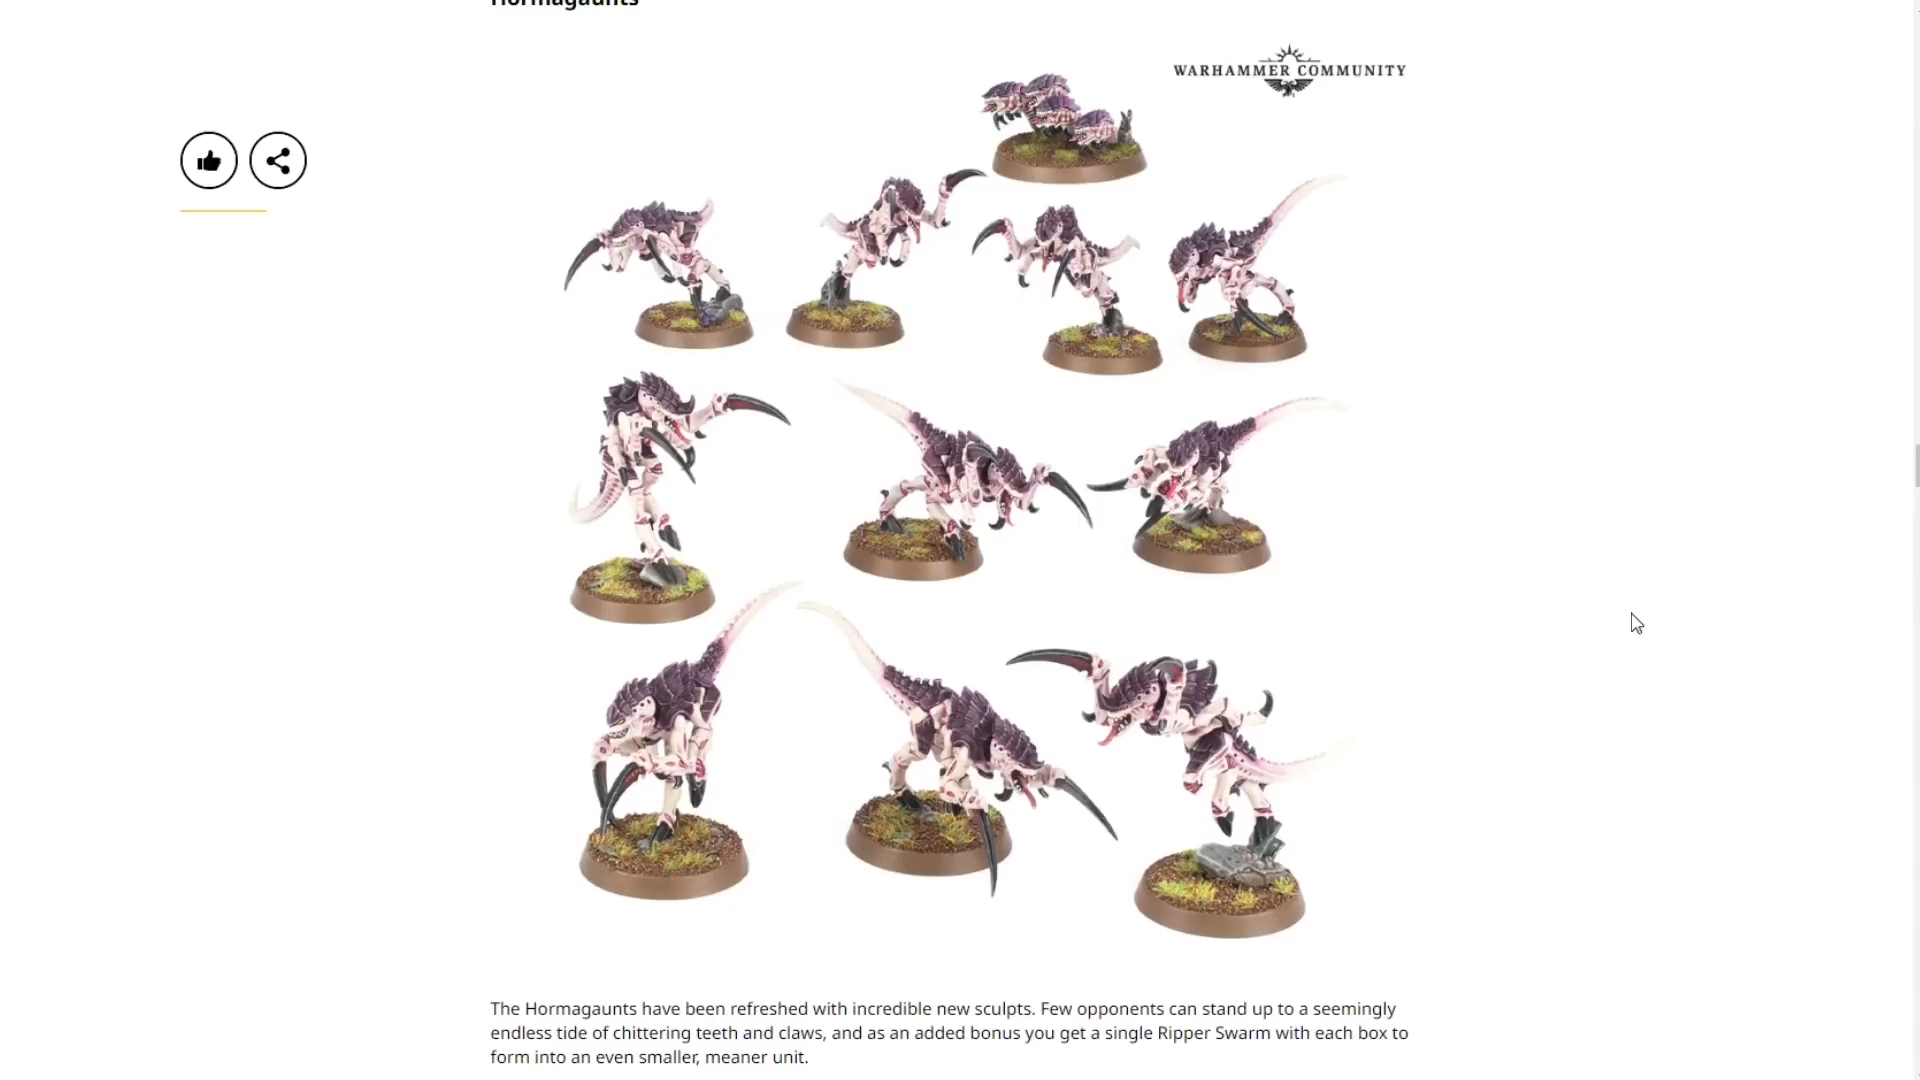 Hormagaunts
WARHAMMER COMMUNITY
The Hormagaunts have been refreshed with incredible new sculpts. Few opponents can stand up to a seemingly
endless tide of chittering teeth and claws, and as an added bonus you get a single Ripper Swarm with each box to
form into an even smaller, meaner unit.